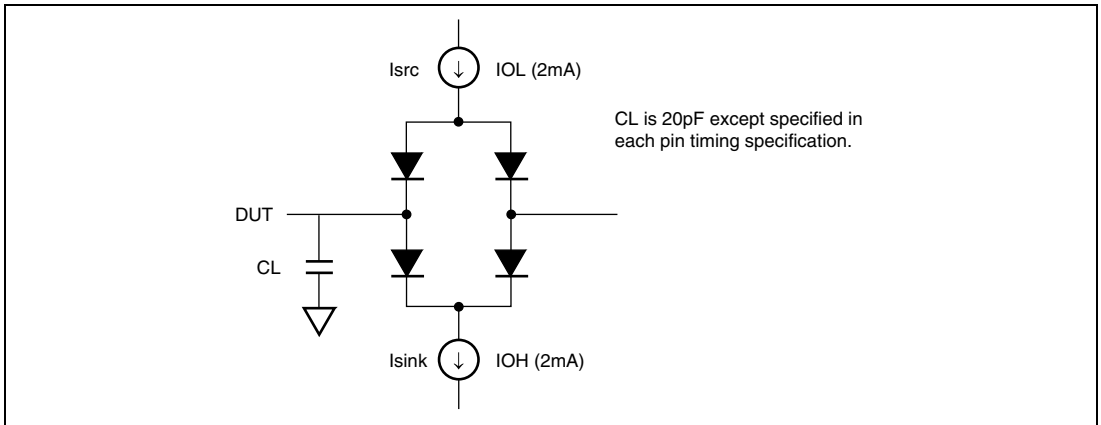 Isrc
IOL (2mA)
CL is 20pF except specified in
each pin timing specification.
DUT
CL
Isink
IOH (2mA)